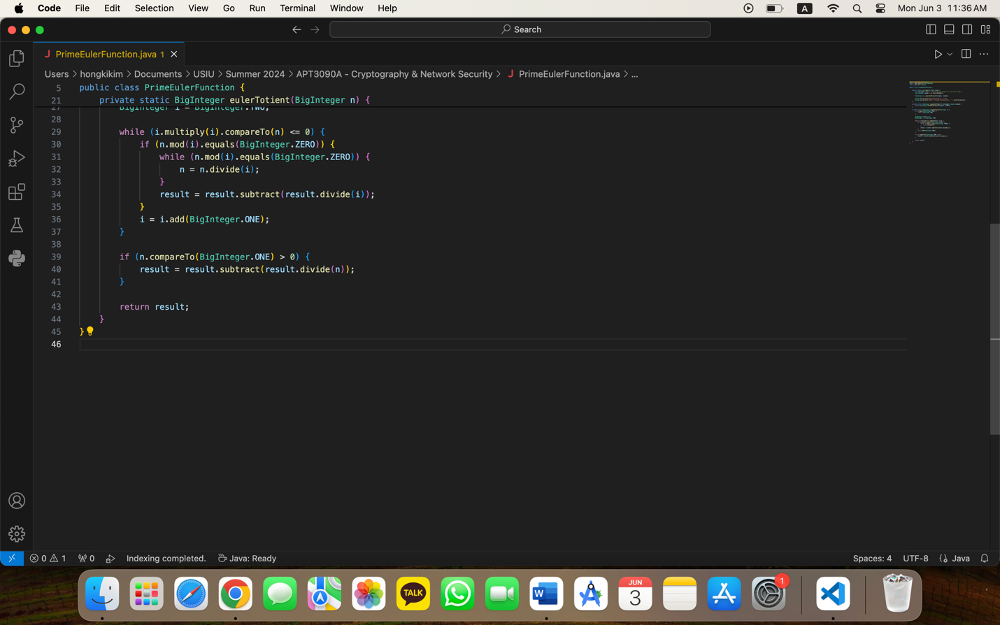 Code File Edit Selection View Go Run Terminal Window Help A Mon Jun 3 11:36 AM
Search
J PrimeEulerFunction.java 1
Users > hongkikim > Documents > USIU > Summer 2024 > APT3090A - Cryptography & Network Security > J PrimeEulerFunction.java > ...
5 public class PrimeEulerFunction {
21 private static BigInteger eulerTotient(BigInteger n) {
27 BigInteger i = BigInteger.TWO;
28
29 while (i.multiply(i).compareTo(n) <= 0) {
30 if (n.mod(i).equals(BigInteger.ZERO)) {
31 while (n.mod(i).equals(BigInteger.ZERO)) {
32 n = n.divide(i);
33 }
34 result = result.subtract(result.divide(i));
35 }
36 i = i.add(BigInteger.ONE);
37 }
38
39 if (n.compareTo(BigInteger.ONE) > 0) {
40 result = result.subtract(result.divide(n));
41 }
42
43 return result;
44 }
45 }
46
0 1 0 Indexing completed. Java: Ready Spaces: 4 UTF-8 Java
TALK W JUN 3 1